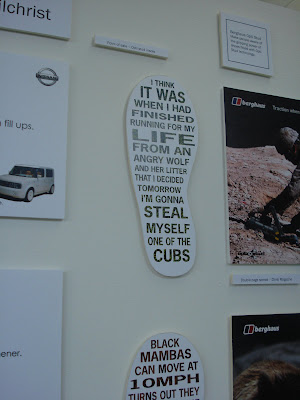 ilchrist
NISSAN
n fill ups.
I THINK
IT WAS
WHEN I HAD
FINISHED
RUNNING FOR MY
LIFE
FROM AN
ANGRY WOLF
AND HER LITTER
THAT I DECIDED
TOMORROW
I'M GONNA
STEAL
MYSELF
ONE OF THE
CUBS
berghaus
Traction
ener.
BLACK
MAMBAS
CAN MOVE AT
10MPH
TURNS OUT THEY
berghaus